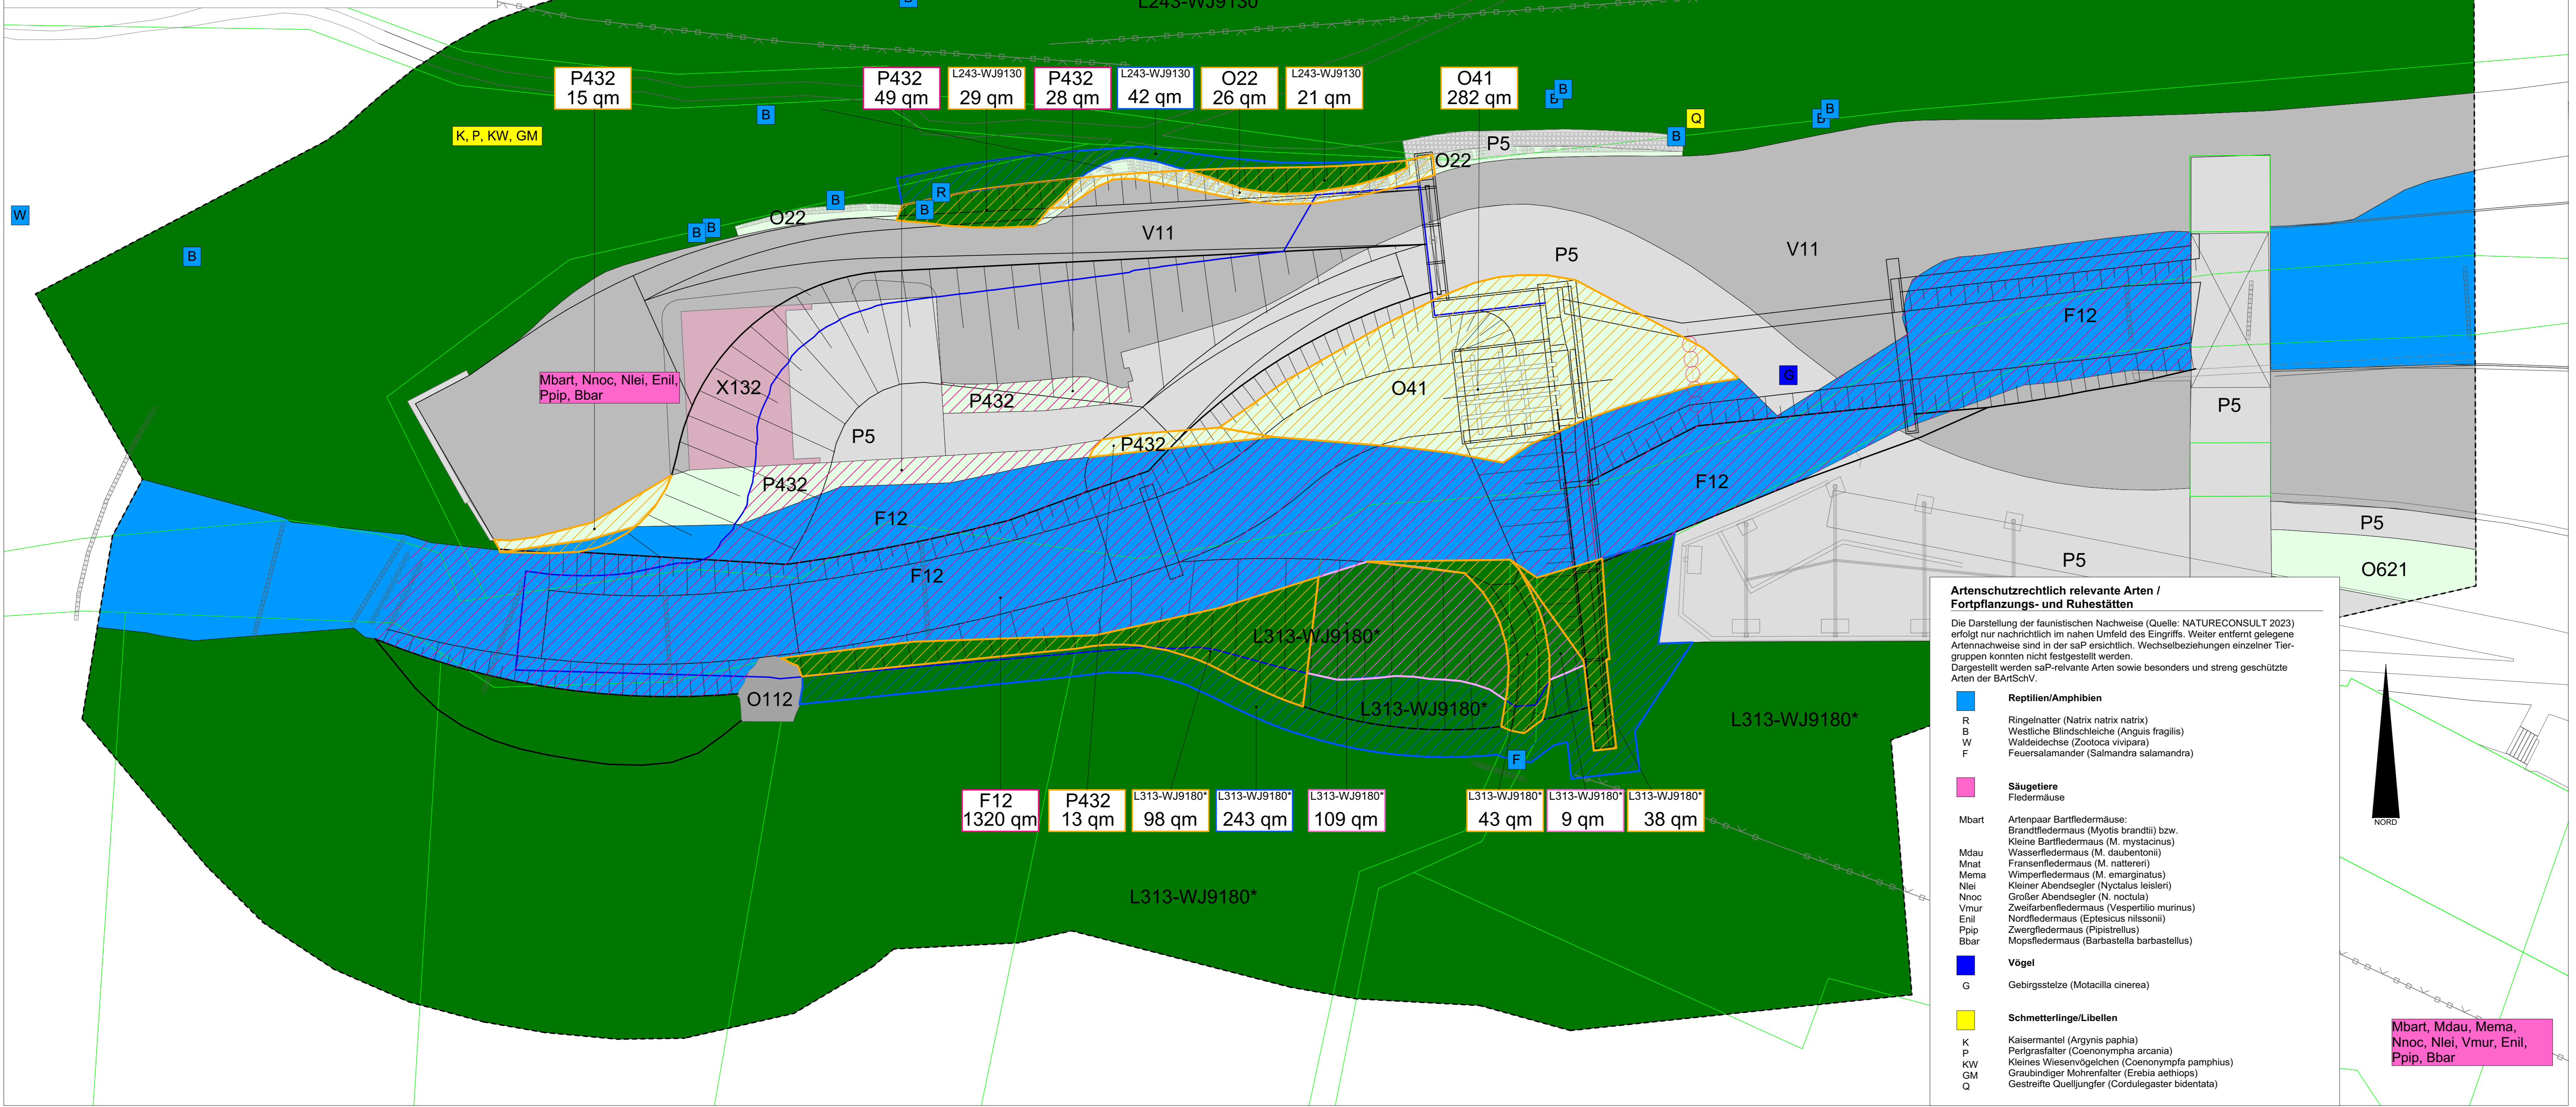 B
L243-WJ9130
P432
15 qm
P432
49 qm
L243-WJ9130
29 qm
P432
28 qm
L243-WJ9130
42 qm
O22
26 qm
L243-WJ9130
21 qm
O41
282 qm
B
B
B
B
B
Q
B
K, P, KW, GM
P5
O22
W
B
R
B
O22
B
B
B
V11
V11
P5
F12
G
Mbart, Nnoc, Nlei, Enil,
Ppip, Bbar
X132
P432
O41
P5
P5
P432
P432
F12
F12
P5
F12
P5
O621
L313-WJ9180*
O112
L313-WJ9180*
L313-WJ9180*
F
F12
1320 qm
P432
13 qm
L313-WJ9180*
98 qm
L313-WJ9180*
243 qm
L313-WJ9180*
109 qm
L313-WJ9180*
43 qm
L313-WJ9180*
9 qm
L313-WJ9180*
38 qm
L313-WJ9180*
Artenschutzrechtlich relevante Arten /
Fortpflanzungs- und Ruhestätten
Die Darstellung der faunistischen Nachweise (Quelle: NATURECONSULT 2023)
erfolgt nur nachrichtlich im nahen Umfeld des Eingriffs. Weiter entfernt gelegene
Artennachweise sind in der saP ersichtlich. Wechselbeziehungen einzelner Tier-
gruppen konnten nicht festgestellt werden.
Dargestellt werden saP-relvante Arten sowie besonders und streng geschützte
Arten der BArtSchV.
Reptilien/Amphibien
R Ringelnatter (Natrix natrix natrix)
B Westliche Blindschleiche (Anguis fragilis)
W Waldeidechse (Zootoca vivipara)
F Feuersalamander (Salmandra salamandra)
Säugetiere
Fledermäuse
Mbart Artenpaar Bartfledermäuse:
Brandtfledermaus (Myotis brandtii) bzw.
Kleine Bartfledermaus (M. mystacinus)
Mdau Wasserfledermaus (M. daubentonii)
Mnat Fransenfledermaus (M. nattereri)
Mema Wimperfledermaus (M. emarginatus)
Nlei Kleiner Abendsegler (Nyctalus leisleri)
Nnoc Großer Abendsegler (N. noctula)
Vmur Zweifarbenfledermaus (Vespertilio murinus)
Enil Nordfledermaus (Eptesicus nilssonii)
Ppip Zwergfledermaus (Pipistrellus)
Bbar Mopsfledermaus (Barbastella barbastellus)
Vögel
G Gebirgsstelze (Motacilla cinerea)
Schmetterlinge/Libellen
K Kaisermantel (Argynis paphia)
P Perlgrasfalter (Coenonympha arcania)
KW Kleines Wiesenvögelchen (Coenonympfa pamphius)
GM Graubindiger Mohrenfalter (Erebia aethiops)
Q Gestreifte Quelljungfer (Cordulegaster bidentata)
NORD
Mbart, Mdau, Mema,
Nnoc, Nlei, Vmur, Enil,
Ppip, Bbar